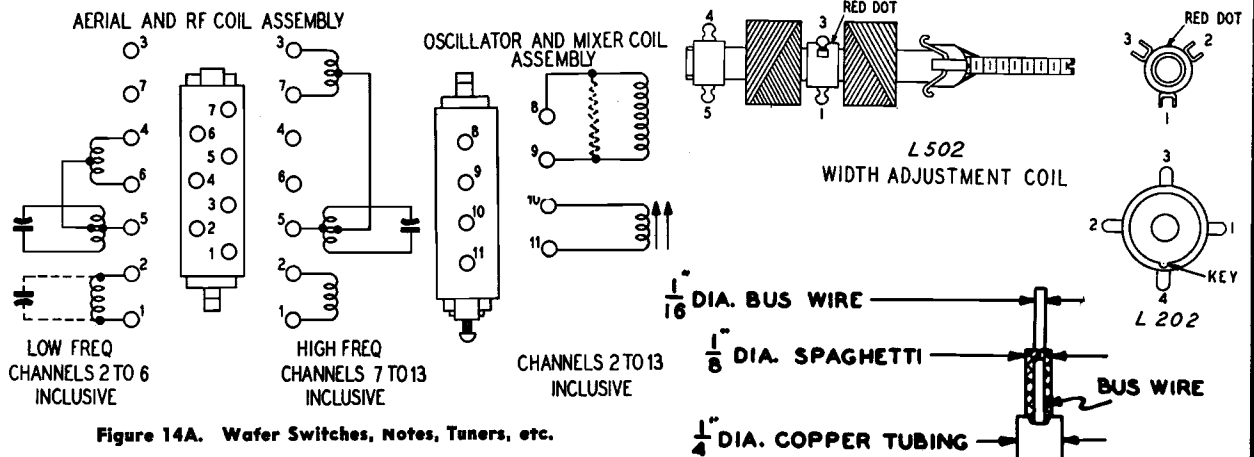 AERIAL AND RF COIL ASSEMBLY
3
7
4
6
5
2
1
LOW FREQ
CHANNELS 2 TO 6
INCLUSIVE
7
6
5
4
3
2
1
3
7
4
6
5
2
1
HIGH FREQ
CHANNELS 7 TO 13
INCLUSIVE
OSCILLATOR AND MIXER COIL
ASSEMBLY
8
9
10
11
8
9
10
11
CHANNELS 2 TO 13
INCLUSIVE
Figure 14A. Wafer Switches, Notes, Tuners, etc.
4
5
3
RED DOT
1
L502
WIDTH ADJUSTMENT COIL
RED DOT
3
2
1
3
2
1
KEY
4
L 202
1/16" DIA. BUS WIRE
1/8" DIA. SPAGHETTI
BUS WIRE
1/4" DIA. COPPER TUBING